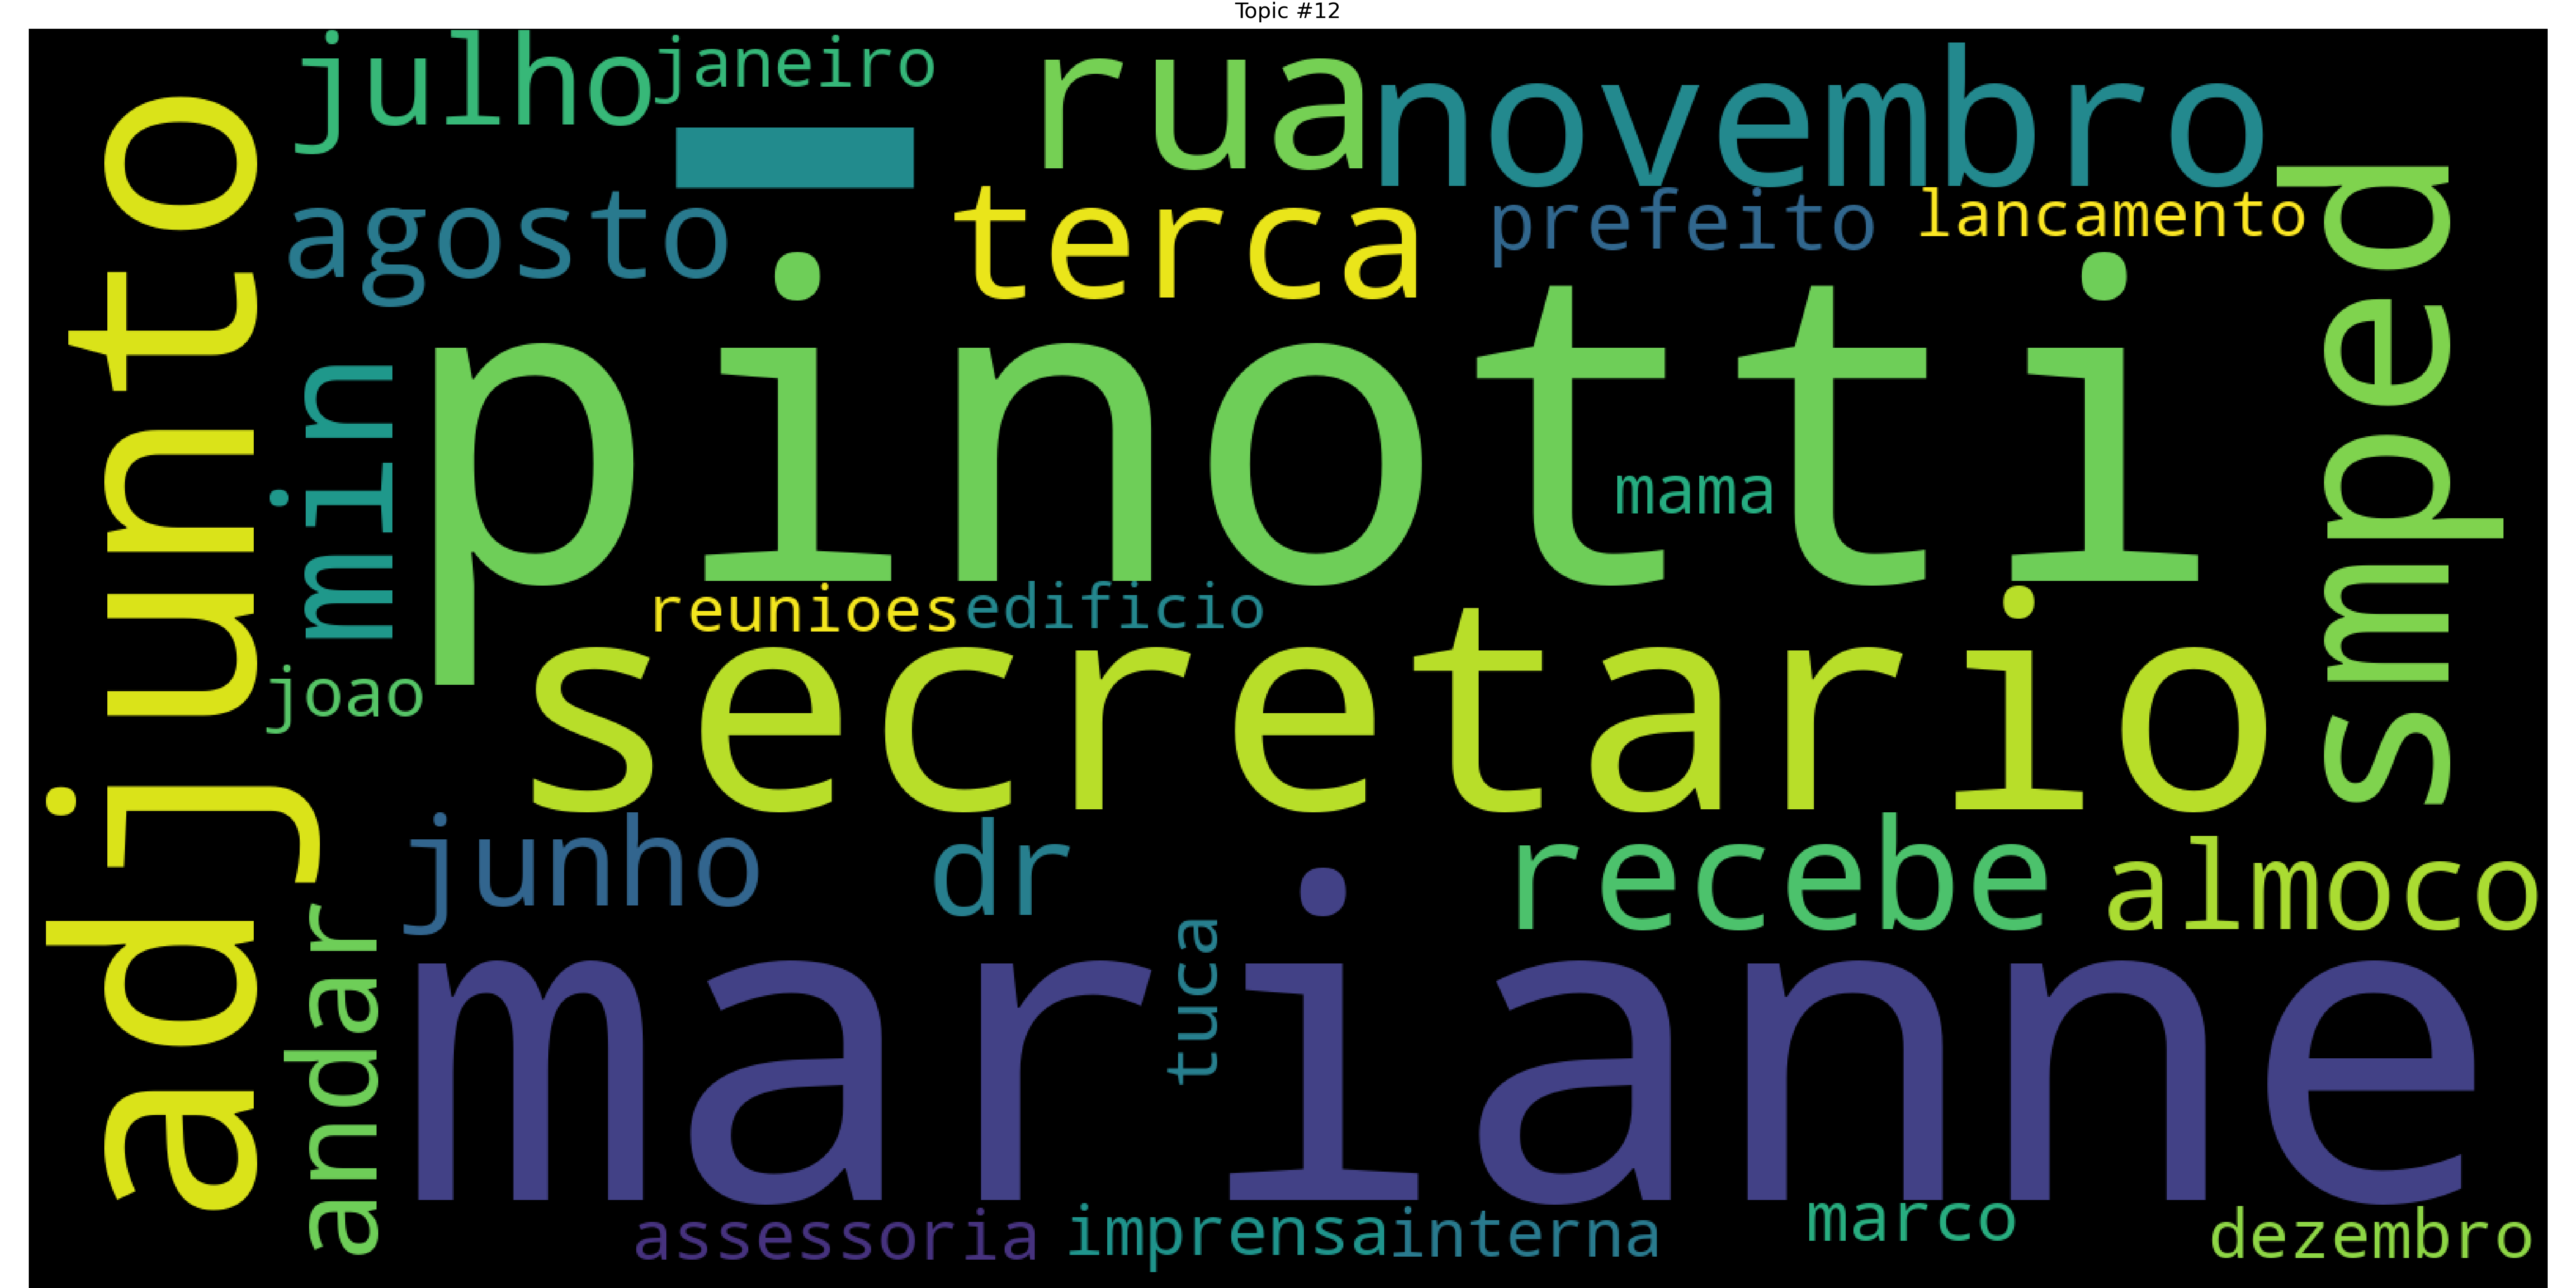 Topic #12
julho
janeiro
rua
novembro
agosto
terca
prefeito
lancamento
adjunto
min
pinotti
mama
smped
reunioes
edificio
joao
secretario
junho
dr
recebe
almoco
andar
tuca
marianne
assessoria
imprensa
interna
marco
dezembro